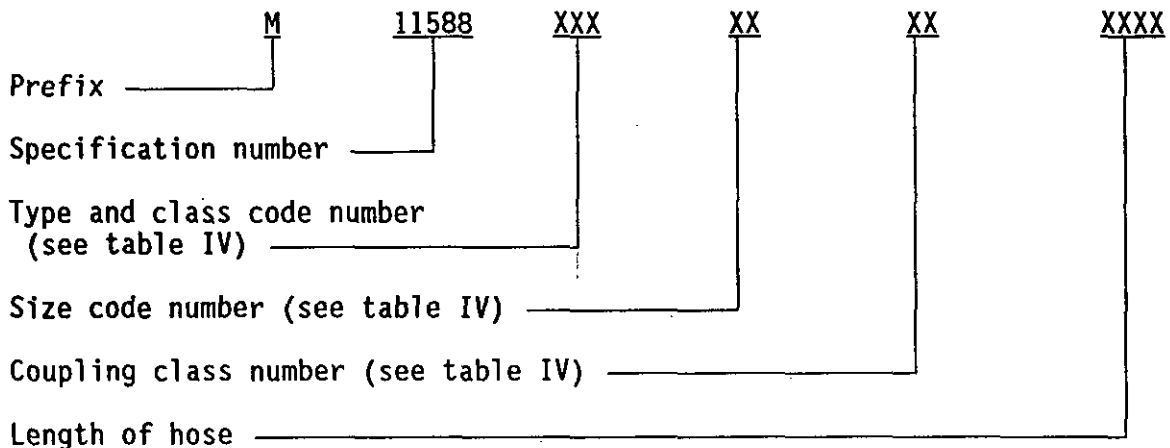 M 11588 XXX XX XX XXXX
Prefix
Specification number
Type and class code number
(see table IV)
Size code number (see table IV)
Coupling class number (see table IV)
Length of hose